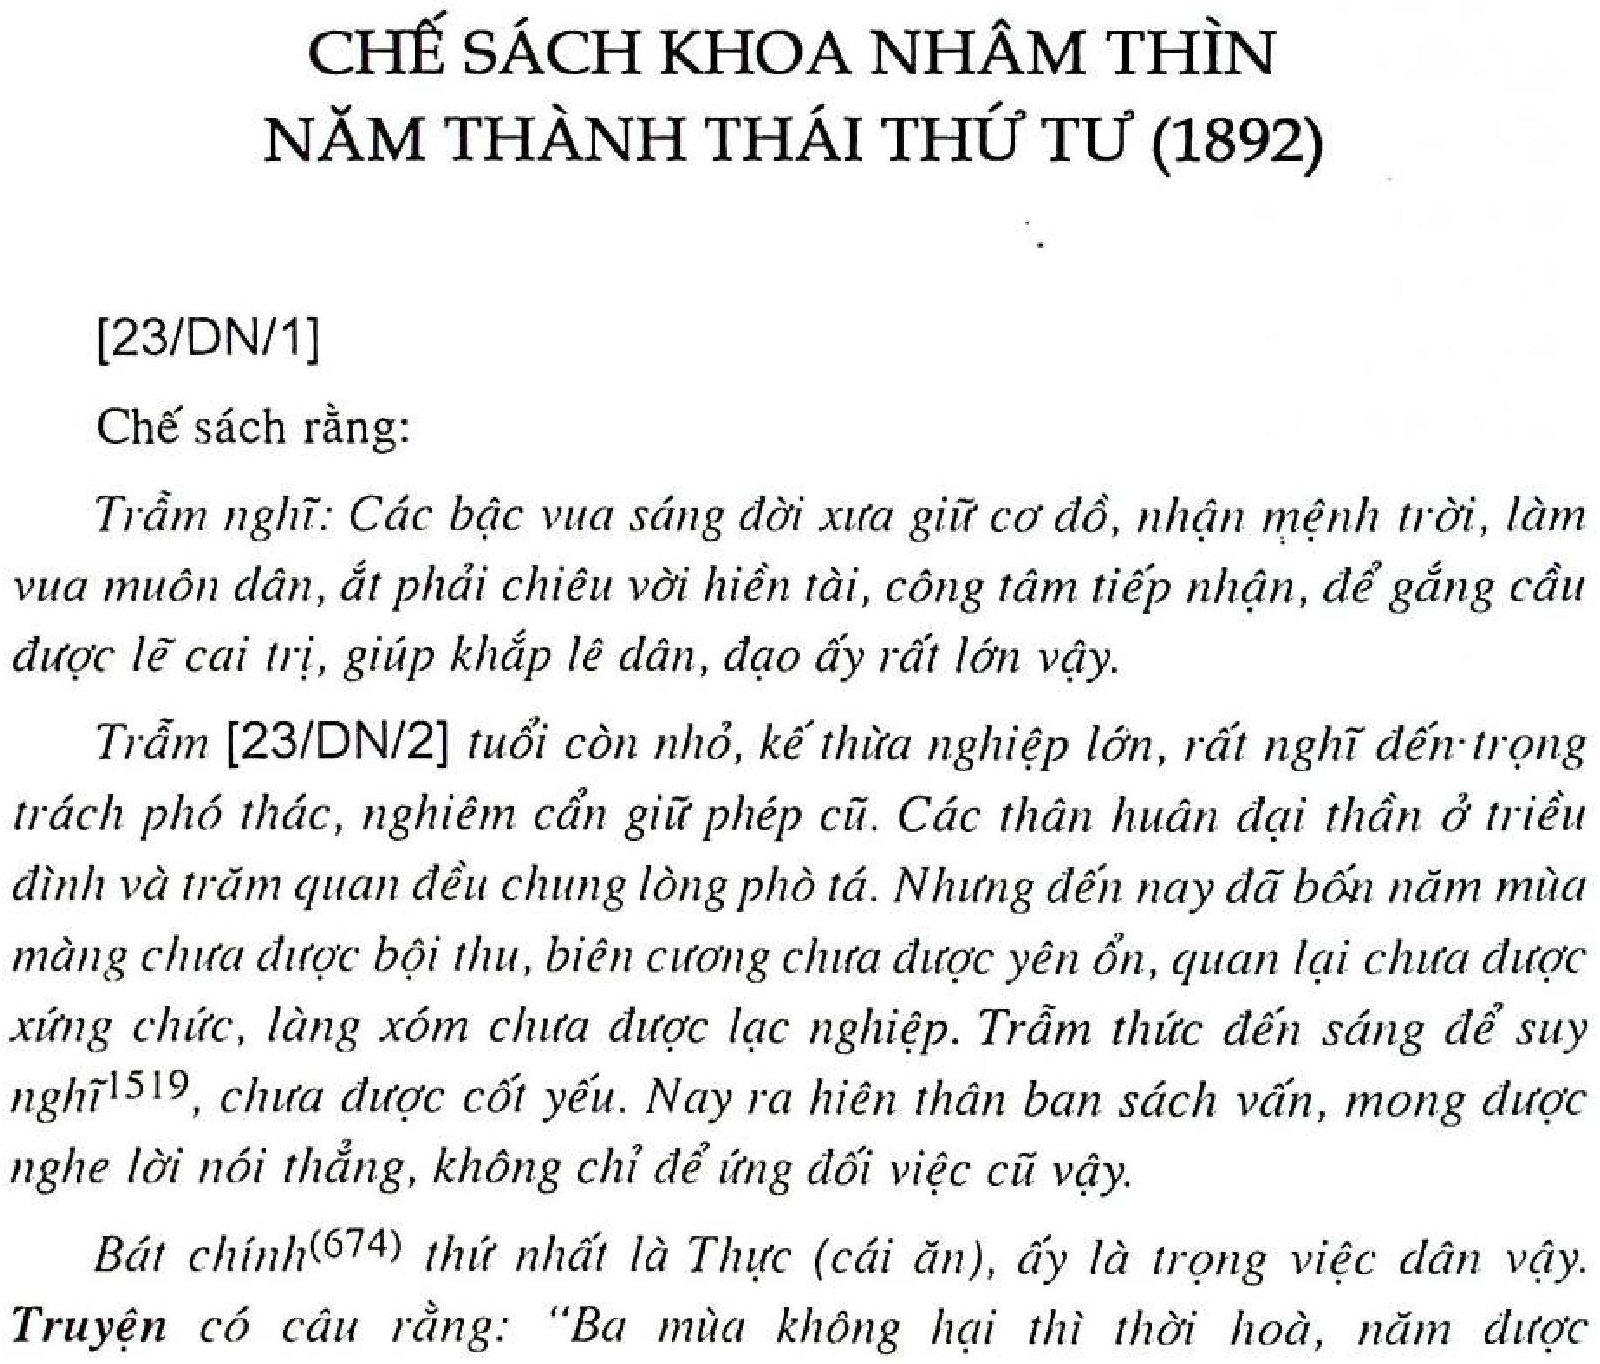 CHẾ SÁCH KHOA NHÂM THÌN
NĂM THÀNH THÁI THỨ TƯ (1892)
[23/DN/1]
Chế sách rằng:
Trẫm nghĩ: Các bậc vua sáng đời xưa giữ cơ đồ, nhận mệnh trời, làm
vua muôn dân, ắt phải chiêu vời hiền tài, công tâm tiếp nhận, để gắng cầu
được lẽ cai trị, giúp khắp lê dân, đạo ấy rất lớn vậy.
Trẫm [23/DN/2] tuổi còn nhỏ, kế thừa nghiệp lớn, rất nghĩ đến trọng
trách phó thác, nghiêm cẩn giữ phép cũ. Các thân huân đại thần ở triều
đình và trăm quan đều chung lòng phò tá. Nhưng đến nay đã bốn năm mùa
màng chưa được bội thu, biên cương chưa được yên ổn, quan lại chưa được
xứng chức, làng xóm chưa được lạc nghiệp. Trẫm thức đến sáng để suy
nghĩ1519, chưa được cốt yếu. Nay ra hiên thân ban sách vấn, mong được
nghe lời nói thẳng, không chỉ để ứng đối việc cũ vậy.
Bát chính(674) thứ nhất là Thực (cái ăn), ấy là trọng việc dân vậy.
Truyện có câu rằng: “Ba mùa không hại thì thời hoà, năm được